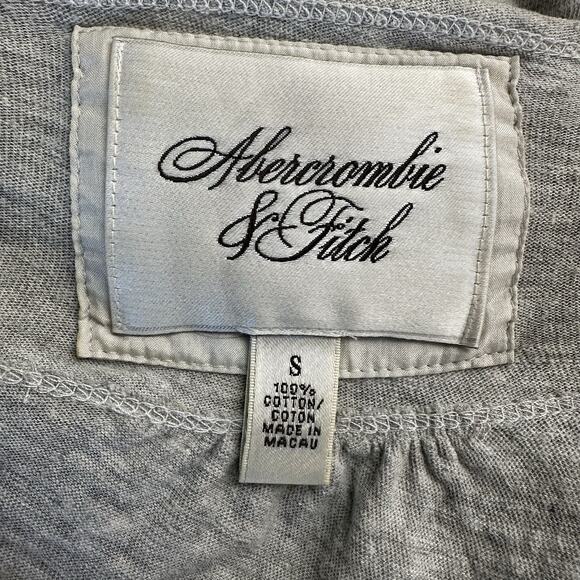 Abercrombie
& Fitch
S
100%
COTTON/
COTON
MADE IN
MACAU